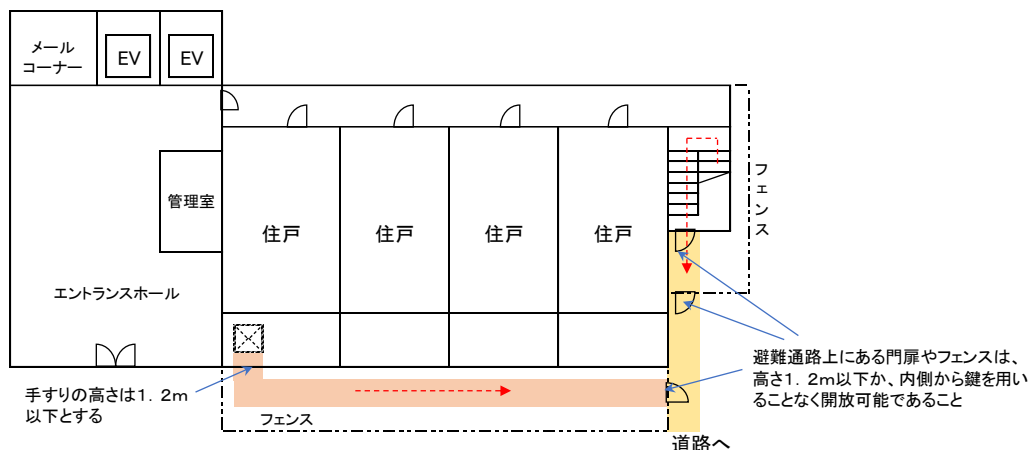 メール
コーナー
EV
EV
管理室
住戸
住戸
住戸
住戸
フェンス
エントランスホール
手すりの高さは1.2m
以下とする
フェンス
避難通路上にある門扉やフェンスは、
高さ1.2m以下か、内側から鍵を用い
ることなく開放可能であること
道路へ